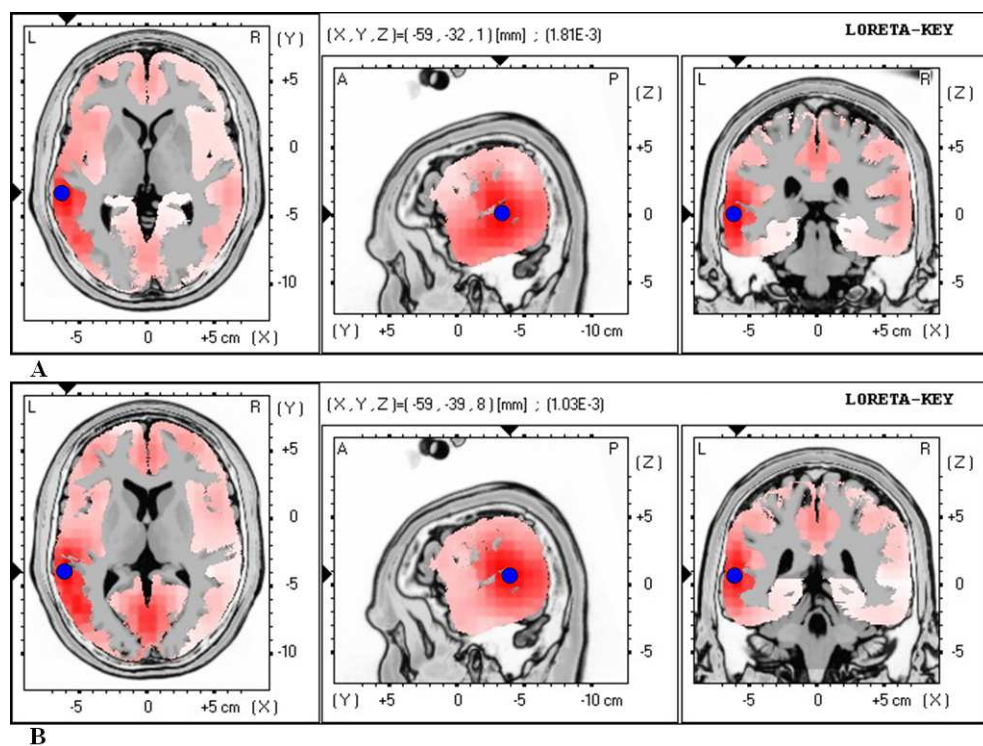 (X,Y,Z)=(-59,-32,1)[mm] ; (1.81E-3) LORETA-KEY
L R (Y)
+5
0
-5
-10
-5 0 +5 cm (X)
A P (Z)
+5
0
-5
(Y) +5 0 -5 -10 cm
L R (Z)
+5
0
-5
-5 0 +5 cm (X)
A
(X,Y,Z)=(-59,-39,8)[mm] ; (1.03E-3) LORETA-KEY
L R (Y)
+5
0
-5
-10
-5 0 +5 cm (X)
A P (Z)
+5
0
-5
(Y) +5 0 -5 -10 cm
L R (Z)
+5
0
-5
-5 0 +5 cm (X)
B